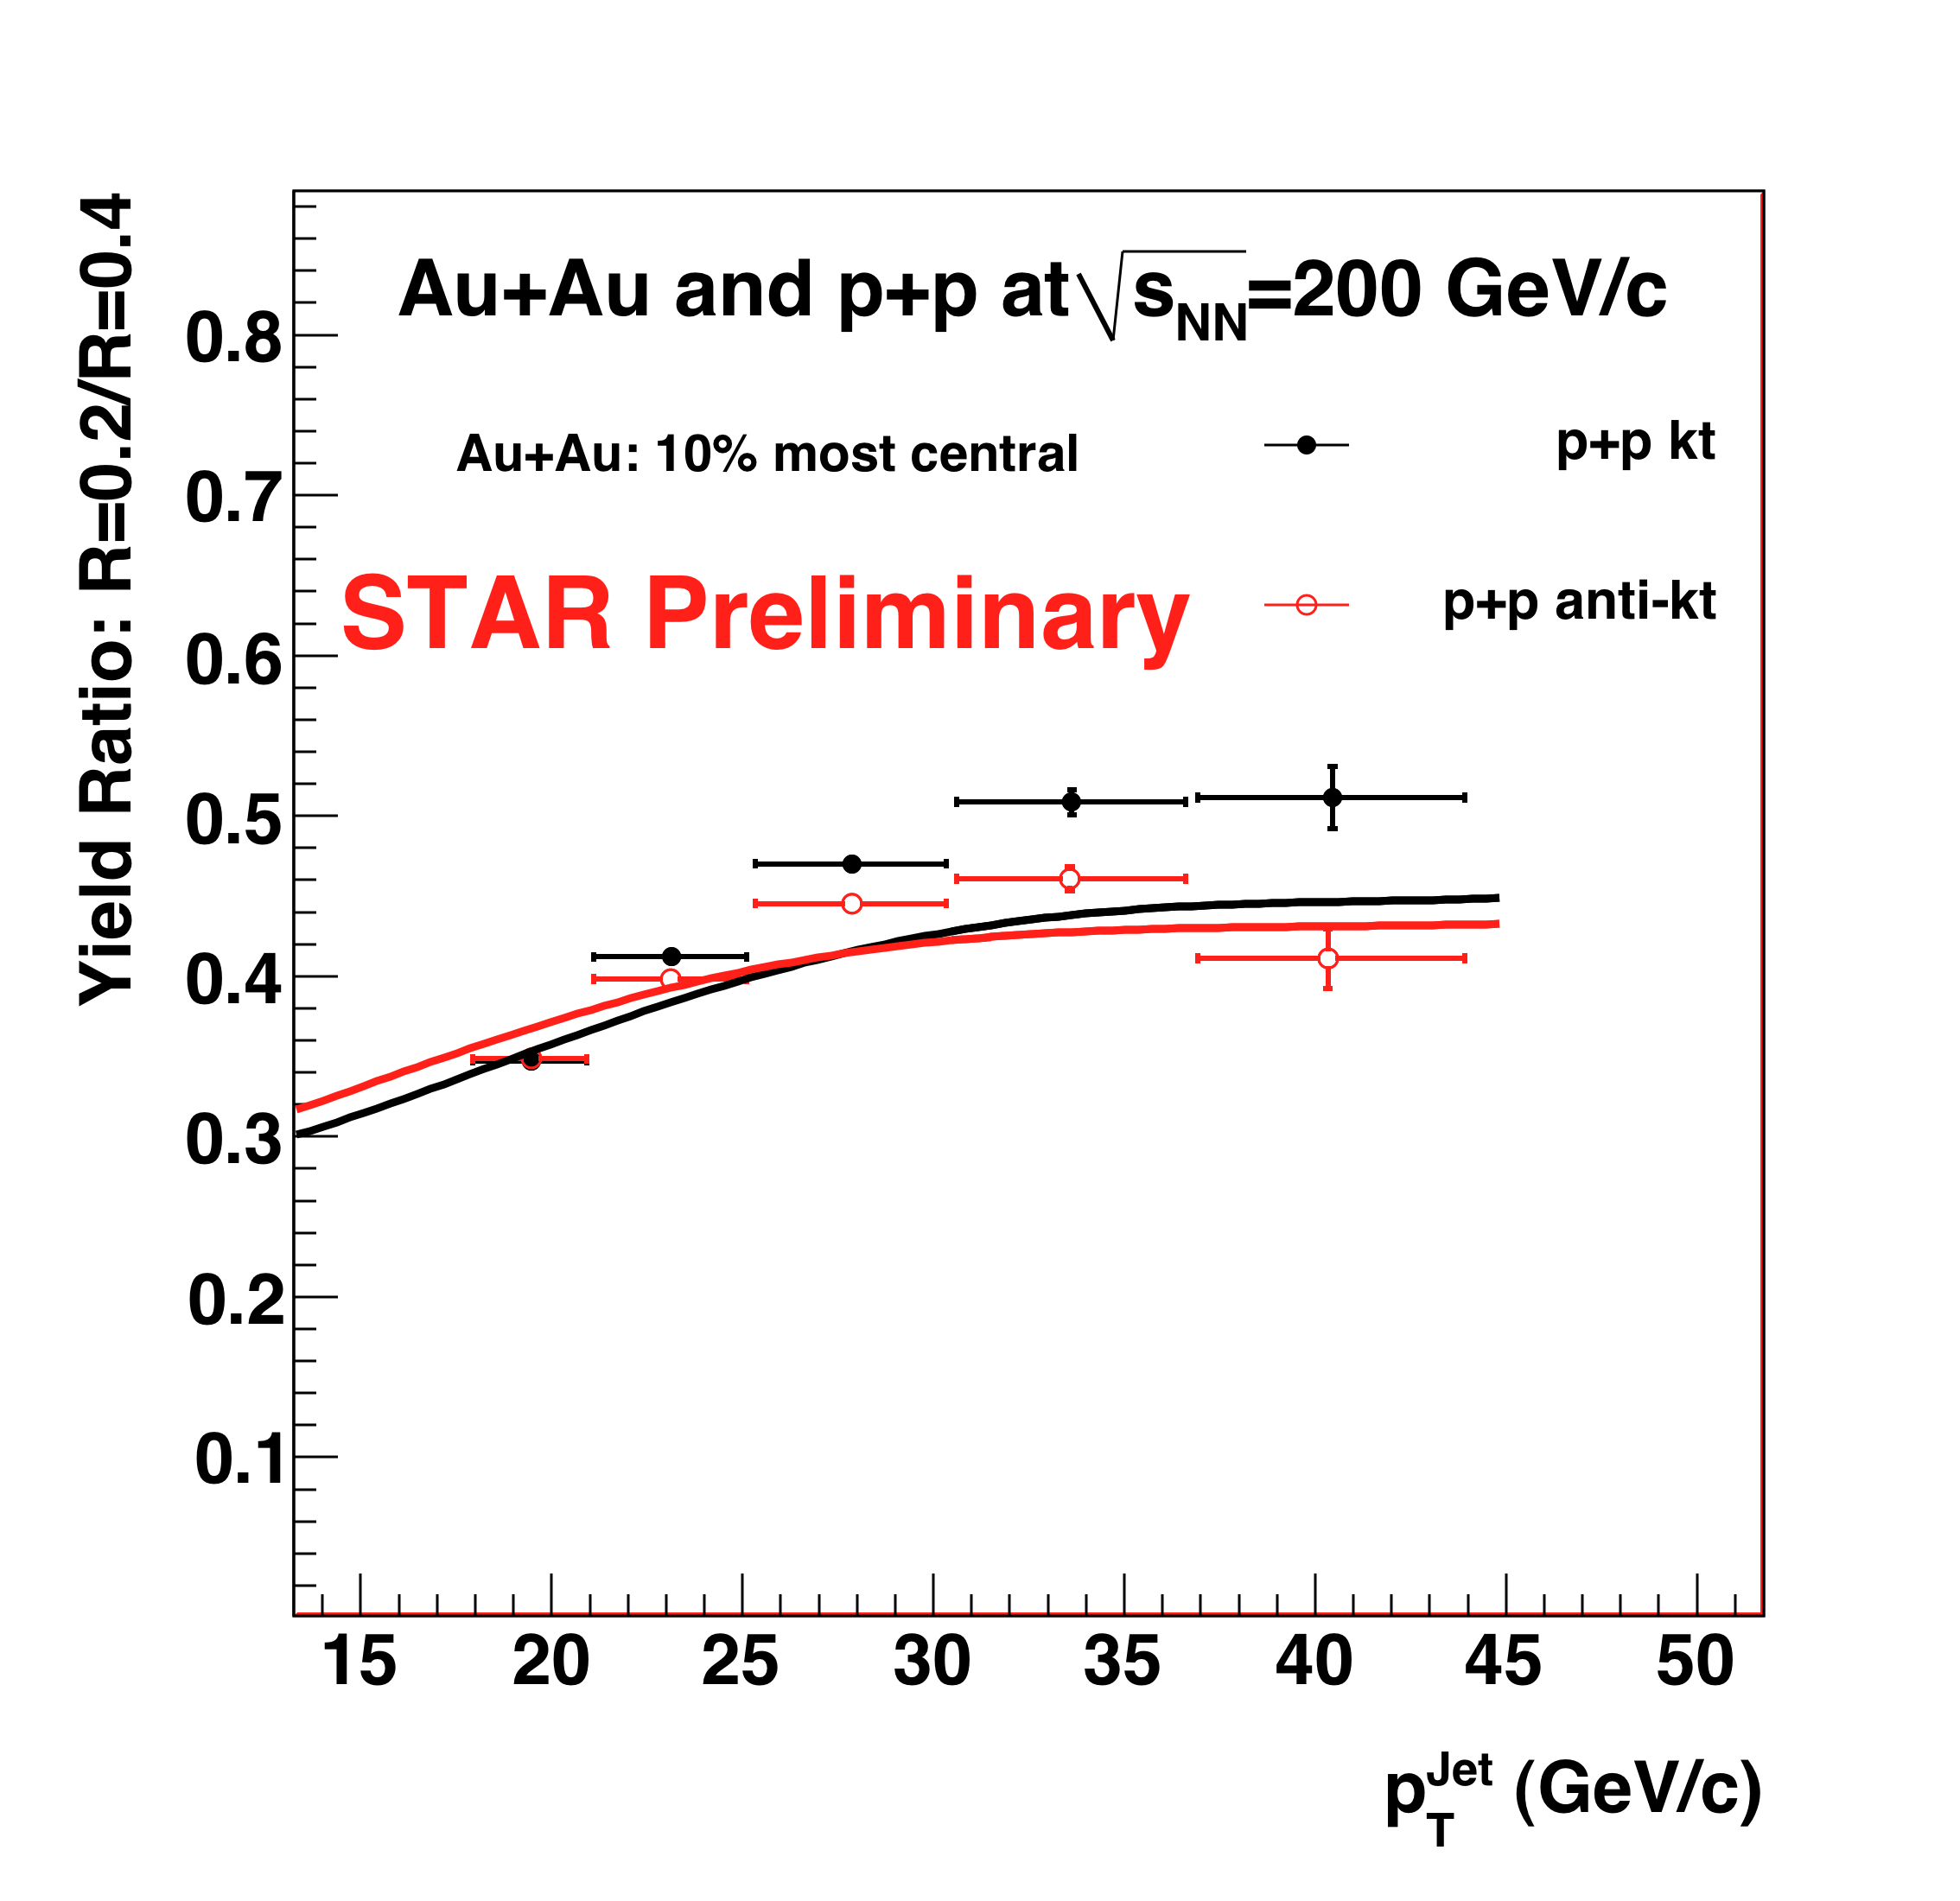 Au+Au and p+p at √sNN=200 GeV/c
Au+Au: 10% most central
p+p kt
STAR Preliminary
p+p anti-kt
Yield Ratio: R=0.2/R=0.4
0.8
0.7
0.6
0.5
0.4
0.3
0.2
0.1
15 20 25 30 35 40 45 50
pTJet (GeV/c)